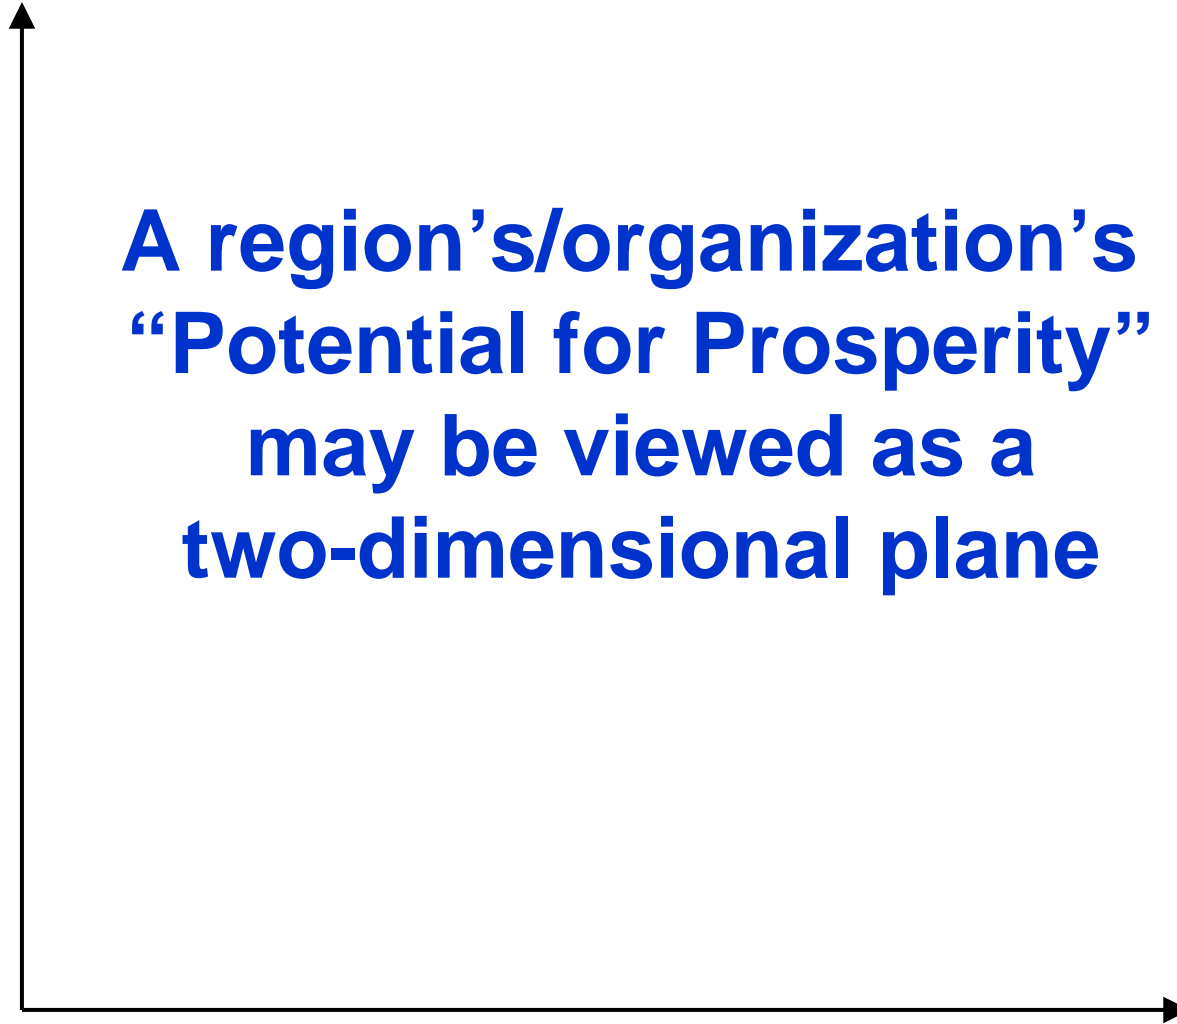 A region’s/organization’s
“Potential for Prosperity”
may be viewed as a
two-dimensional plane